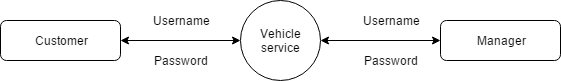 Username
Username
Customer
Vehicle
service
Manager
Password
Password